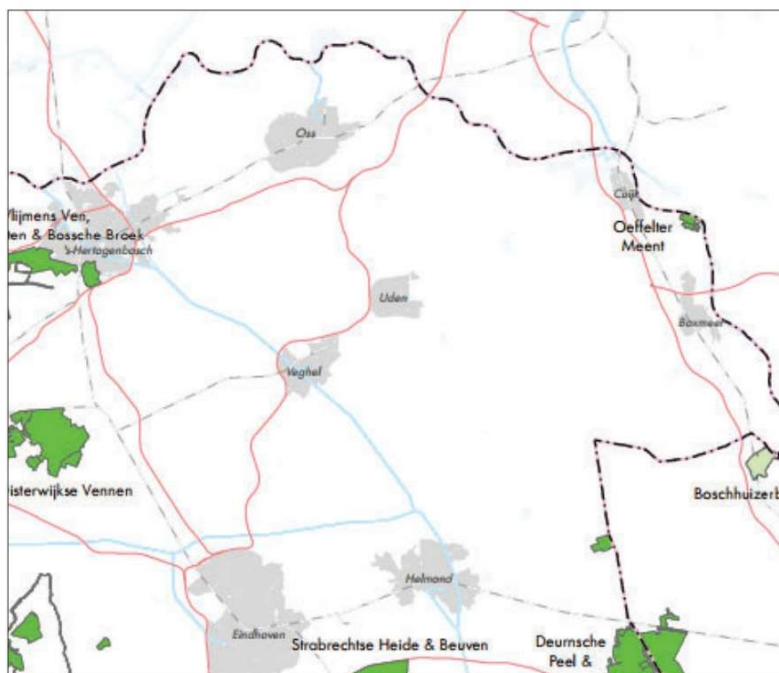 Oss
Cuijk
Vlijmens Ven,
ten & Bossche Broek
's-Hertogenbosch
Oeffelter
Meent
Uden
Boxmeer
Veghel
isterwijkse Vennen
Boschhuizerb
Helmond
Eindhoven
Strabrechtse Heide & Beuven
Deurnsche
Peel &